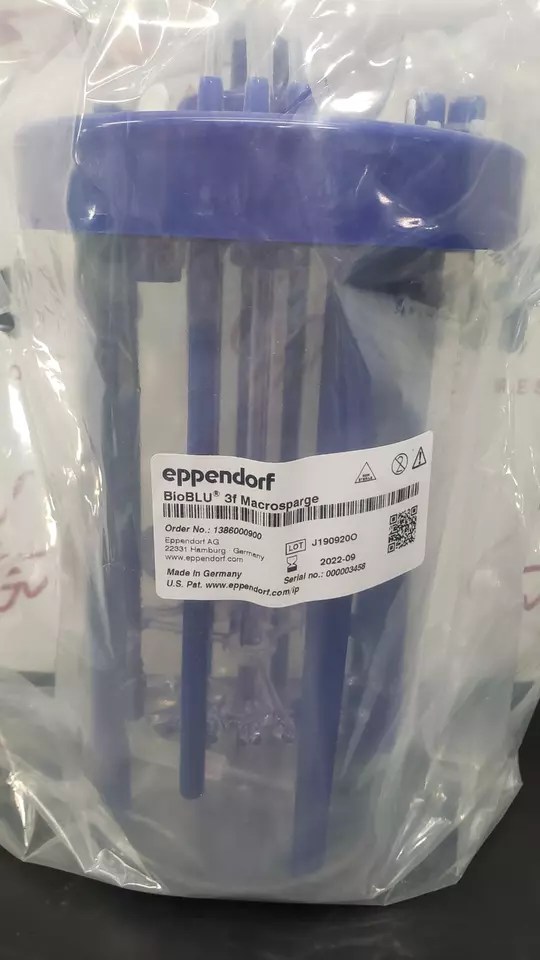 eppendorf
BioBLU® 3f Macrosparge
Order No.: 1386000900
Eppendorf AG
22331 Hamburg Germany
www.eppendorf.com
Made in Germany
U.S. Pat. www.eppendorf.com/ip
LOT J190920O
2022-09
Serial no.: 000003458
RES